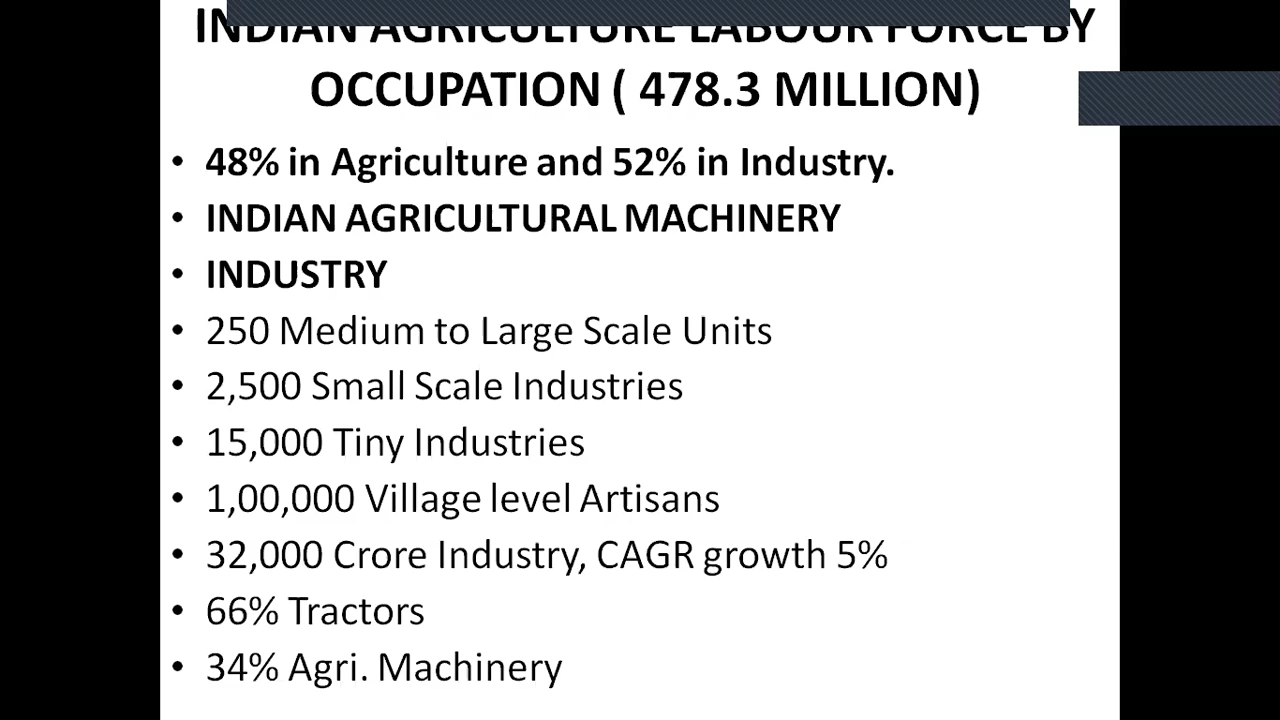 INDIAN AGRICULTURE LABOUR FORCE BY
OCCUPATION ( 478.3 MILLION)
• 48% in Agriculture and 52% in Industry.
• INDIAN AGRICULTURAL MACHINERY
• INDUSTRY
• 250 Medium to Large Scale Units
• 2,500 Small Scale Industries
• 15,000 Tiny Industries
• 1,00,000 Village level Artisans
• 32,000 Crore Industry, CAGR growth 5%
• 66% Tractors
• 34% Agri. Machinery